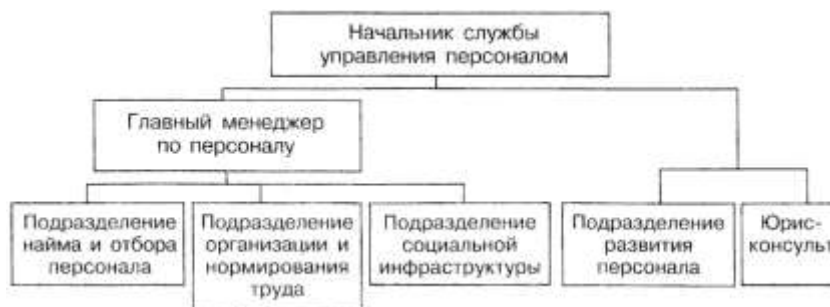 Начальник службы
управления персоналом
Главный менеджер
по персоналу
Подразделение
найма и отбора
персонала
Подразделение
организации и
нормирования
труда
Подразделение
социальной
инфраструктуры
Подразделение
развития
персонала
Юрис-
консульт